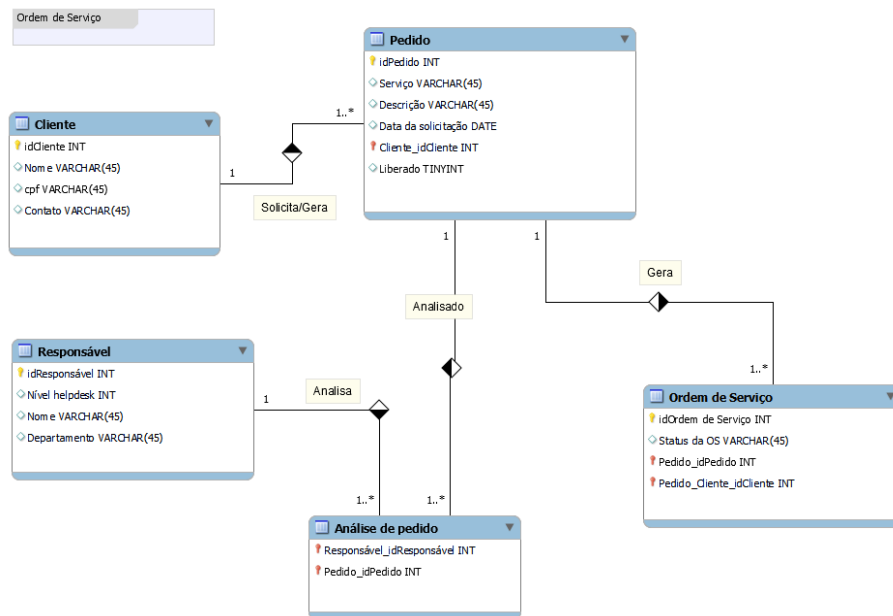 Ordem de Serviço
Pedido
idPedido INT
Serviço VARCHAR(45)
Descrição VARCHAR(45)
Data da solicitação DATE
Cliente_idCliente INT
Liberado TINYINT
Cliente
idCliente INT
Nome VARCHAR(45)
cpf VARCHAR(45)
Contato VARCHAR(45)
1..*
1
Solicita/Gera
1
1
Gera
Analisado
Responsável
idResponsável INT
Nível helpdesk INT
Nome VARCHAR(45)
Departamento VARCHAR(45)
1
Analisa
1..*
Ordem de Serviço
idOrdem de Serviço INT
Status da OS VARCHAR(45)
Pedido_idPedido INT
Pedido_Cliente_idCliente INT
1..*
1..*
Análise de pedido
Responsável_idResponsável INT
Pedido_idPedido INT